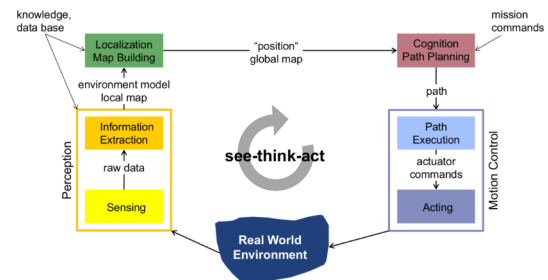 knowledge,
data base
Localization
Map Building
"position"
global map
Cognition
Path Planning
mission
commands
environment model
local map
path
Perception
Information
Extraction
raw data
Sensing
see-think-act
Path
Execution
actuator
commands
Acting
Motion Control
Real World
Environment